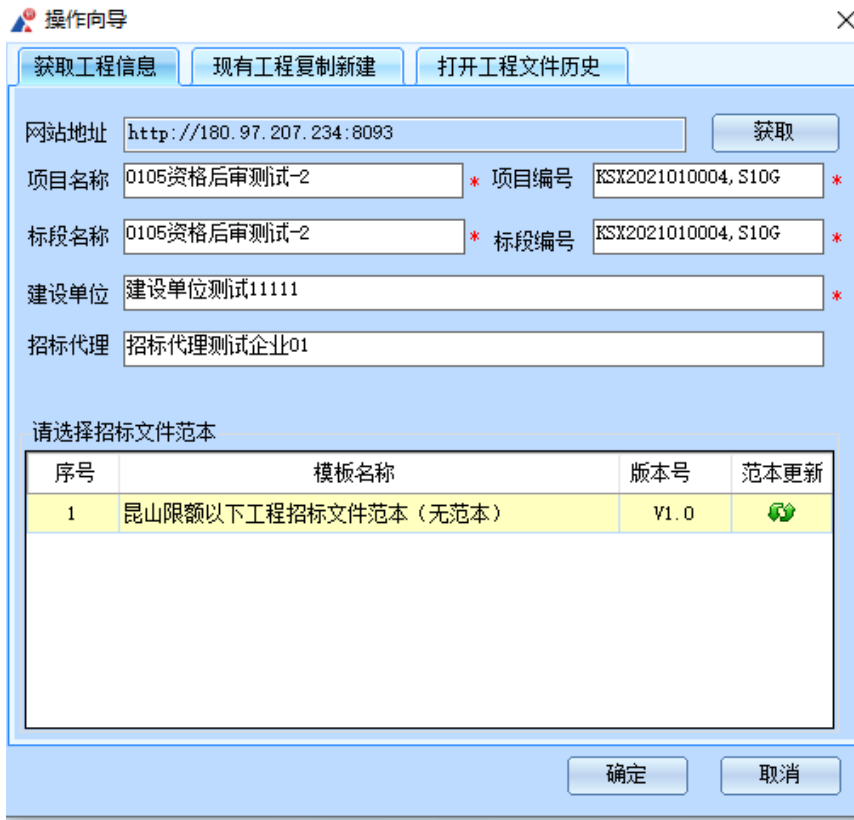 操作向导
获取工程信息 现有工程复制新建 打开工程文件历史
网站地址 http://180.97.207.234:8093 获取
项目名称 0105资格后审测试-2 * 项目编号 KSX2021010004,S10G *
标段名称 0105资格后审测试-2 * 标段编号 KSX2021010004,S10G *
建设单位 建设单位测试11111 *
招标代理 招标代理测试企业01
请选择招标文件范本
序号 模板名称 版本号 范本更新
1 昆山限额以下工程招标文件范本（无范本） V1.0
确定 取消